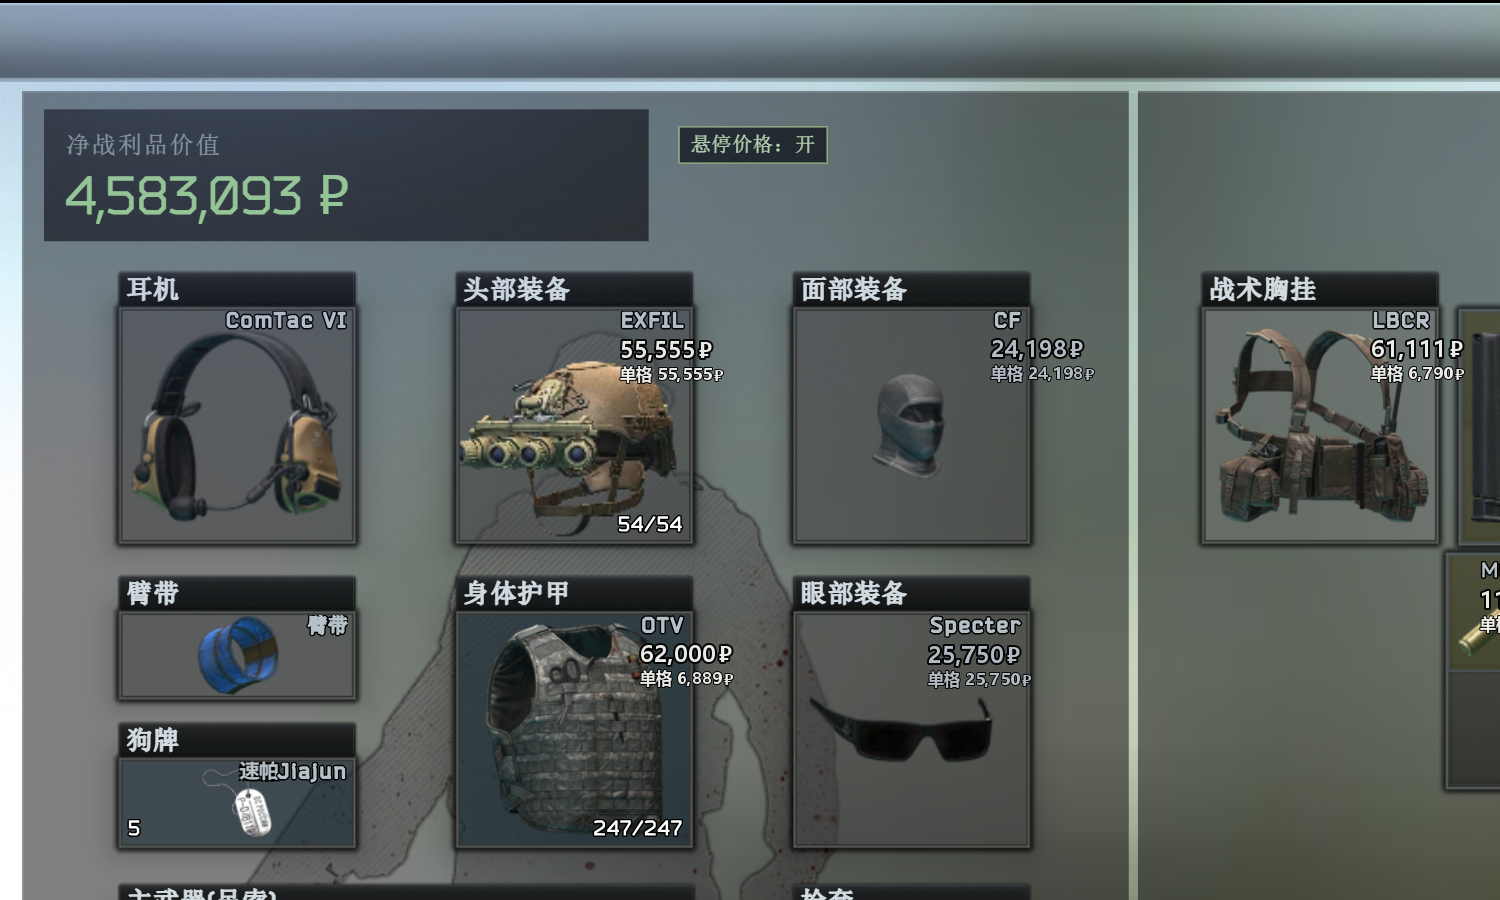 净战利品价值
4,583,093 ₽
悬停价格：开
耳机
ComTac VI
头部装备
EXFIL
55,555₽
单格 55,555₽
54/54
面部装备
CF
24,198₽
单格 24,198₽
战术胸挂
LBCR
61,111₽
单格 6,790₽
臂带
臂带
身体护甲
OTV
62,000₽
单格 6,889₽
247/247
眼部装备
Specter
25,750₽
单格 25,750₽
狗牌
速帕Jiajun
5
M
11
单格